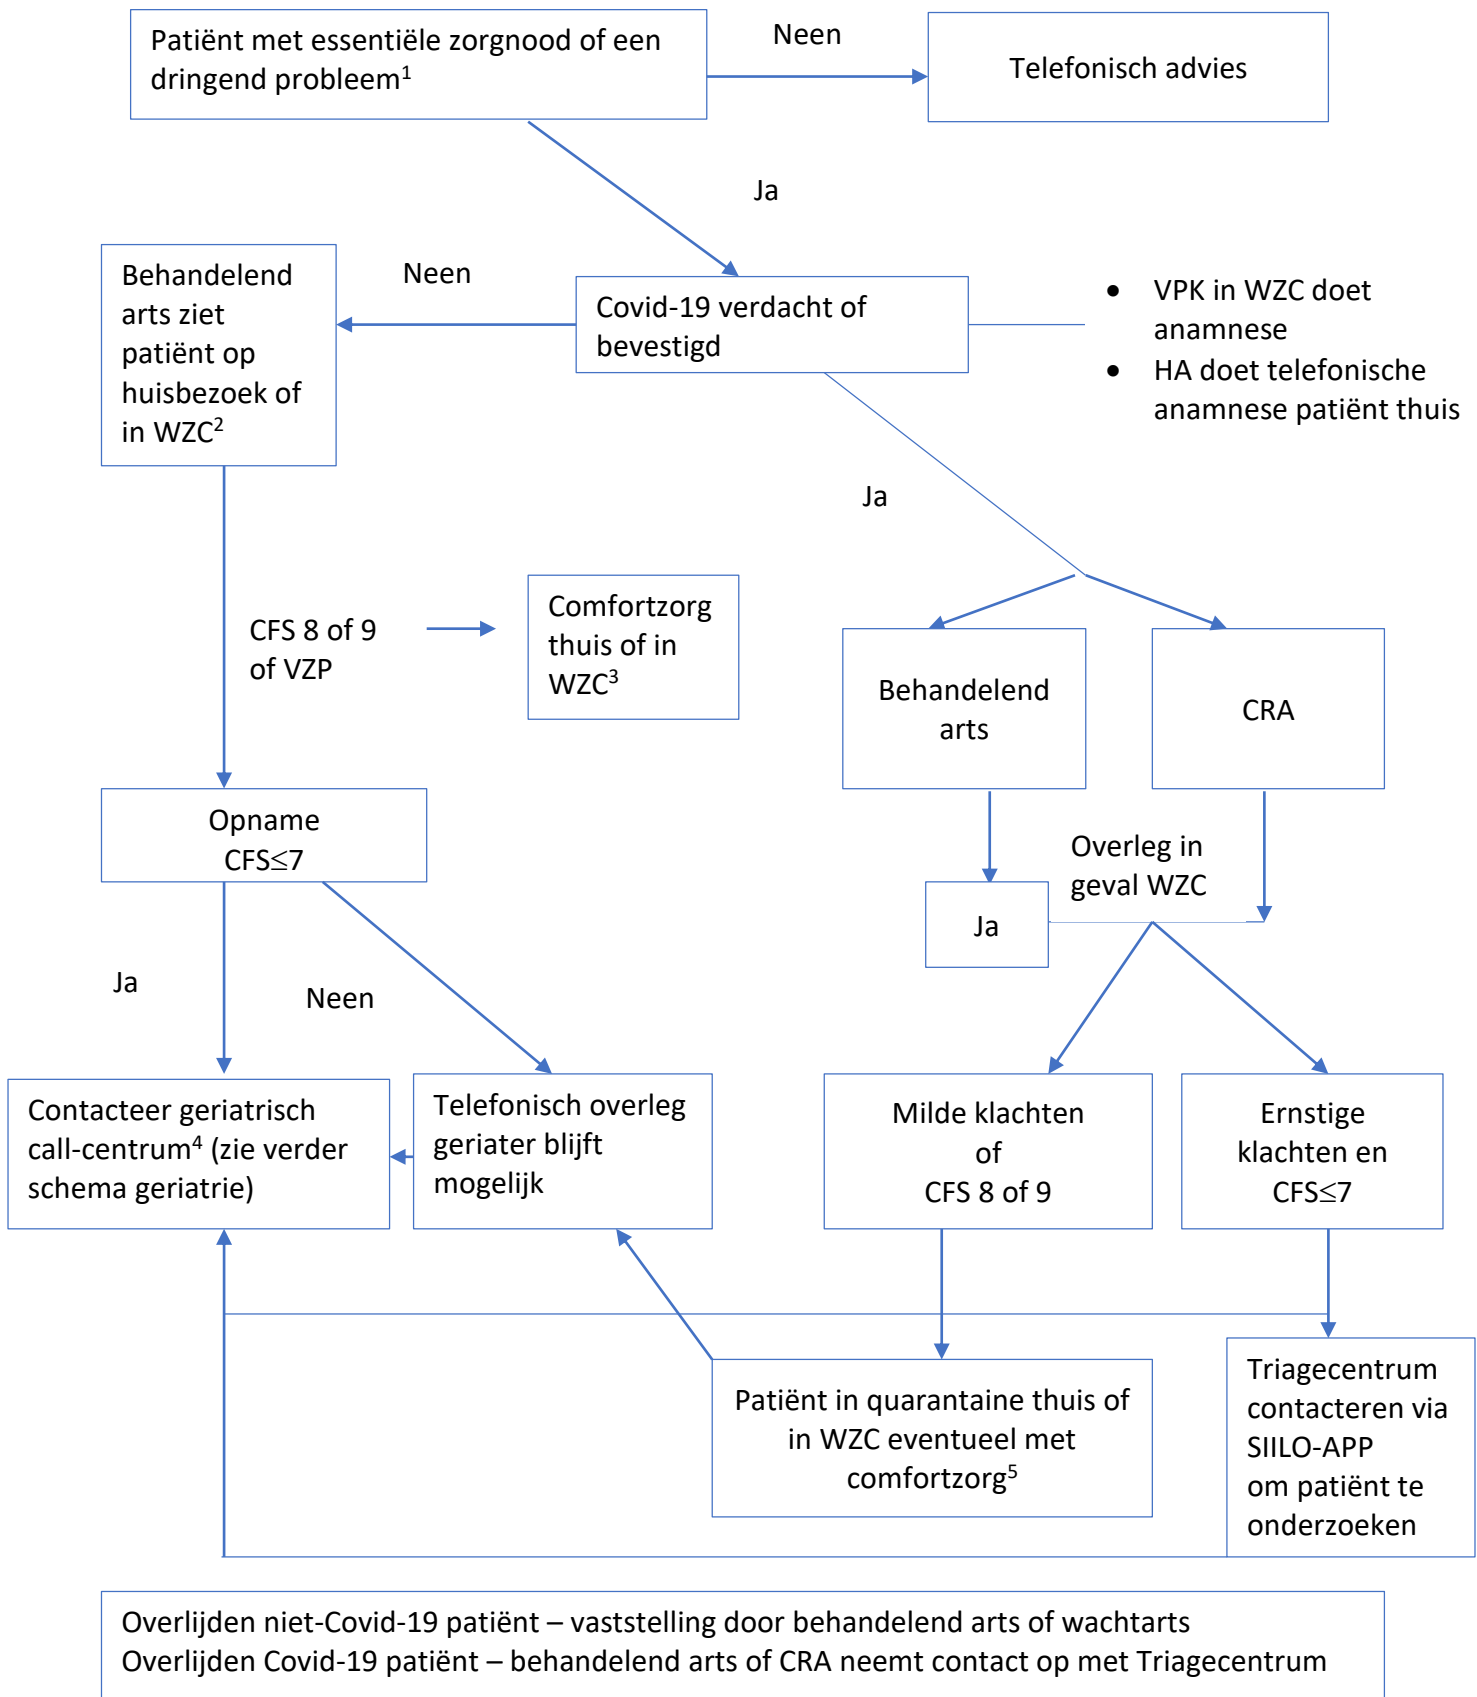 Patiënt met essentiële zorgnood of een
dringend probleem¹
Neen
Telefonisch advies
Ja
Behandelend
arts ziet
patiënt op
huisbezoek of
in WZC²
Neen
Covid-19 verdacht of
bevestigd
• VPK in WZC doet
anamnese
• HA doet telefonische
anamnese patiënt thuis
Ja
CFS 8 of 9
of VZP
Comfortzorg
thuis of in
WZC³
Behandelend
arts
CRA
Opname
CFS≤7
Overleg in
geval WZC
Ja
Ja
Neen
Contacteer geriatrisch
call-centrum⁴ (zie verder
schema geriatrie)
Telefonisch overleg
geriater blijft
mogelijk
Milde klachten
of
CFS 8 of 9
Ernstige
klachten en
CFS≤7
Patiënt in quarantaine thuis of
in WZC eventueel met
comfortzorg⁵
Triagecentrum
contacteren via
SIILO-APP
om patiënt te
onderzoeken
Overlijden niet-Covid-19 patiënt – vaststelling door behandelend arts of wachtarts
Overlijden Covid-19 patiënt – behandelend arts of CRA neemt contact op met Triagecentrum